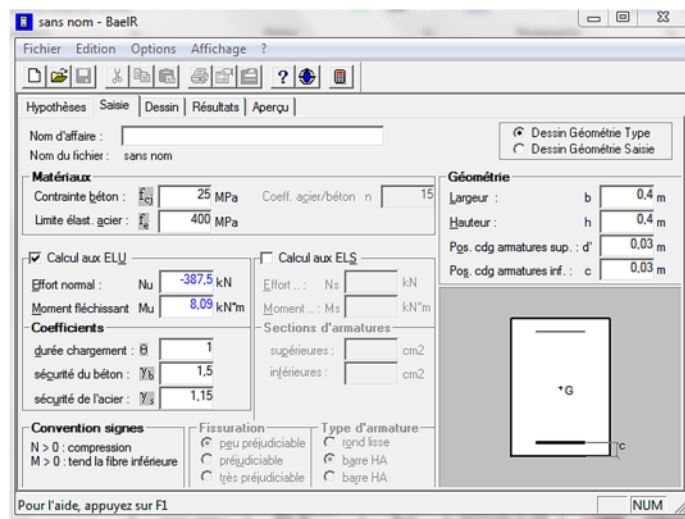 sans nom - BaelR
Fichier Edition Options Affichage ?
Hypothèses Saisie Dessin Résultats Aperçu
Nom d'affaire :
Nom du fichier : sans nom
Dessin Géométrie Type
Dessin Géométrie Saisie
Matériaux
Contrainte béton : fcj 25 MPa Coeff. acier/béton n 15
Limite élast. acier : fe 400 MPa
Géométrie
Largeur : b 0,4 m
Hauteur : h 0,4 m
Pos. cdg armatures sup. : d' 0,03 m
Pos. cdg armatures inf. : c 0,03 m
Calcul aux ELU
Effort normal : Nu -387,5 kN
Moment fléchissant Mu 8,09 kN*m
Calcul aux ELS
Effort .. : Ns kN
Moment .. : Ms kN*m
Coefficients
durée chargement : θ 1
sécurité du béton : γb 1,5
sécurité de l'acier : γs 1,15
Sections d'armatures
supérieures : cm2
inférieures : cm2
+G
c
Convention signes
N > 0 : compression
M > 0 : tend la fibre inférieure
Fissuration
peu préjudiciable
préjudiciable
très préjudiciable
Type d'armature
rond lisse
barre HA
barre HA
Pour l'aide, appuyez sur F1
NUM